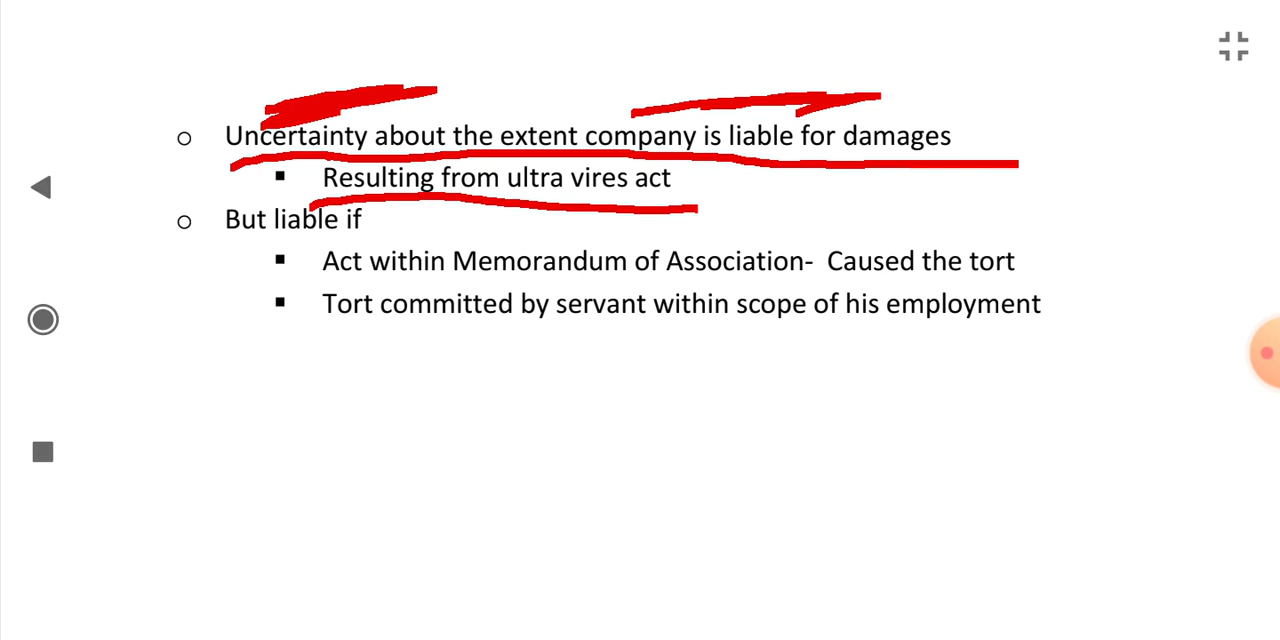 Uncertainty about the extent company is liable for damages
Resulting from ultra vires act
But liable if
Act within Memorandum of Association- Caused the tort
Tort committed by servant within scope of his employment